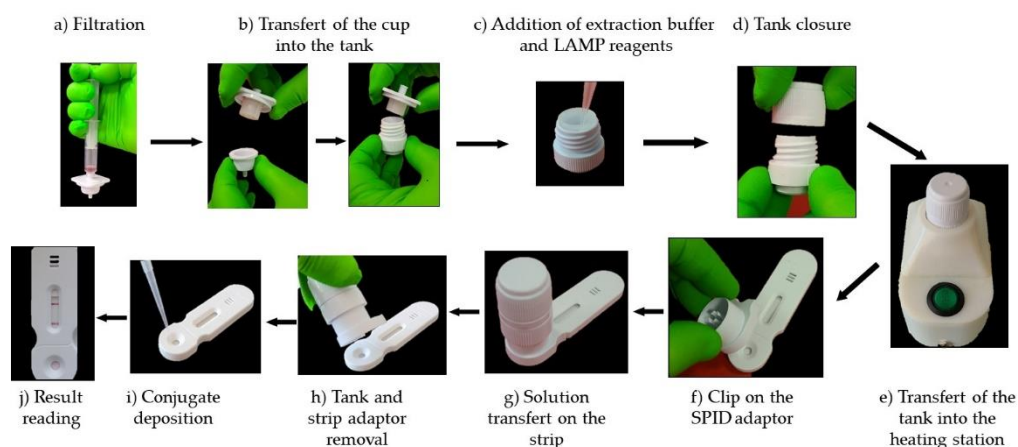 a) Filtration
b) Transfert of the cup
into the tank
c) Addition of extraction buffer
and LAMP reagents
d) Tank closure
e) Transfert of the
tank into the
heating station
f) Clip on the
SPID adaptor
g) Solution
transfert on the
strip
h) Tank and
strip adaptor
removal
i) Conjugate
deposition
j) Result
reading